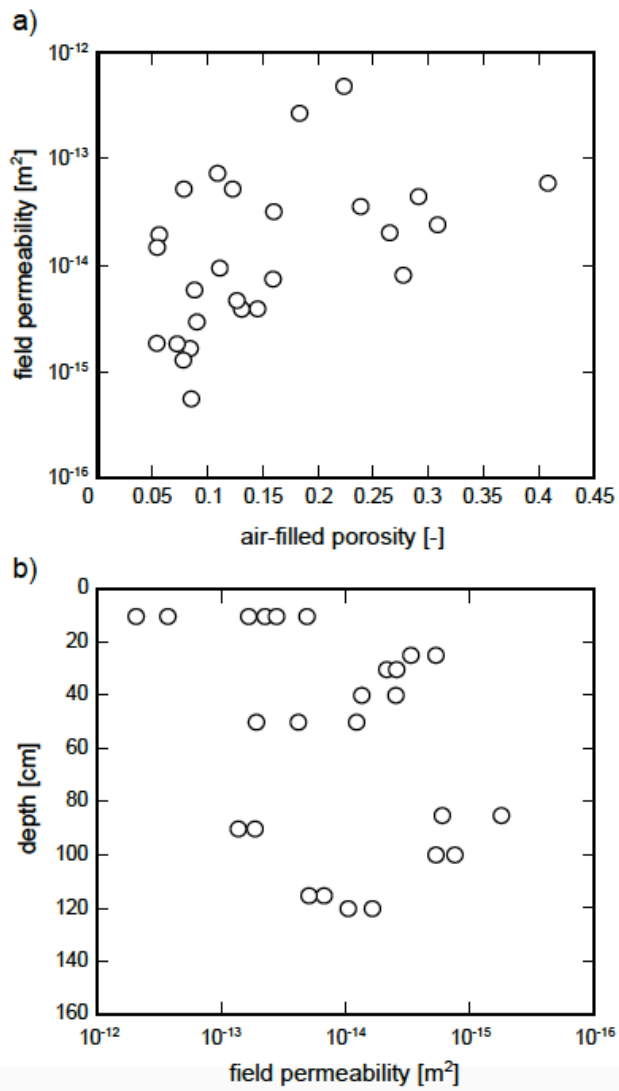 a)
10⁻¹²
10⁻¹³
10⁻¹⁴
10⁻¹⁵
10⁻¹⁶
field permeability [m²]
0 0.05 0.1 0.15 0.2 0.25 0.3 0.35 0.4 0.45
air-filled porosity [-]
b)
0
20
40
60
80
100
120
140
160
depth [cm]
10⁻¹² 10⁻¹³ 10⁻¹⁴ 10⁻¹⁵ 10⁻¹⁶
field permeability [m²]